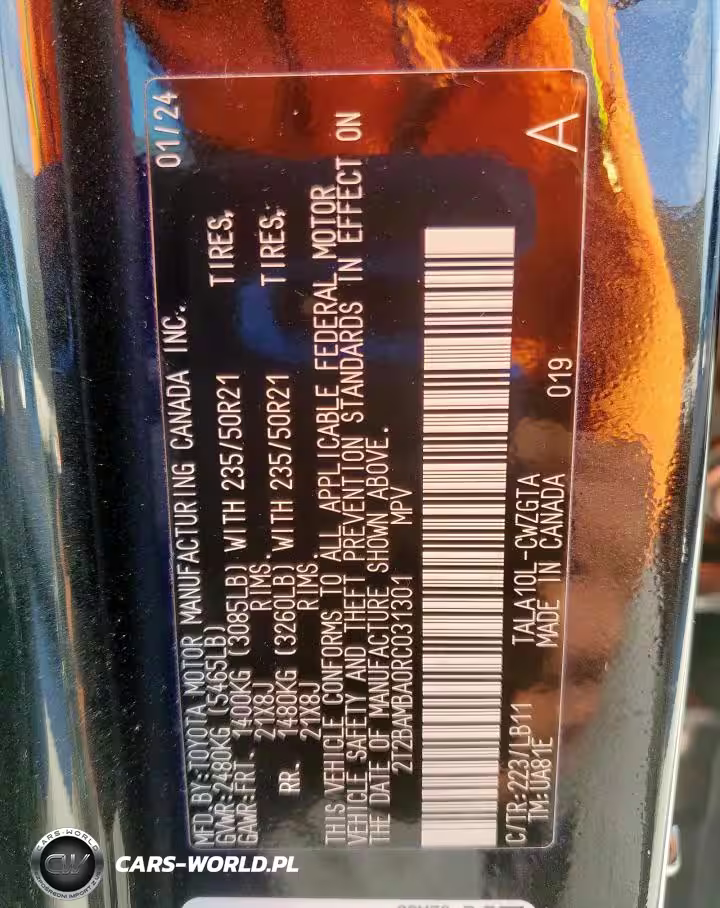 MFD BY:TOYOTA MOTOR MANUFACTURING CANADA INC. 01/24
GVWR:2480KG (5465LB)
GAWR:FRT. 1400KG (3085LB) WITH 235/50R21 TIRES,
21X8J RIMS.
RR. 1480KG (3260LB) WITH 235/50R21 TIRES,
21X8J RIMS.
THIS VEHICLE CONFORMS TO ALL APPLICABLE FEDERAL MOTOR
VEHICLE SAFETY AND THEFT PREVENTION STANDARDS IN EFFECT ON
THE DATE OF MANUFACTURE SHOWN ABOVE.
2T2BAMBA0RC031301 MPV
C/TR:223/LB11 TALA10L-CWZGTA
TM:UA81E MADE IN CANADA 019 A
CARS-WORLD
CW
CARS-WORLD.PL